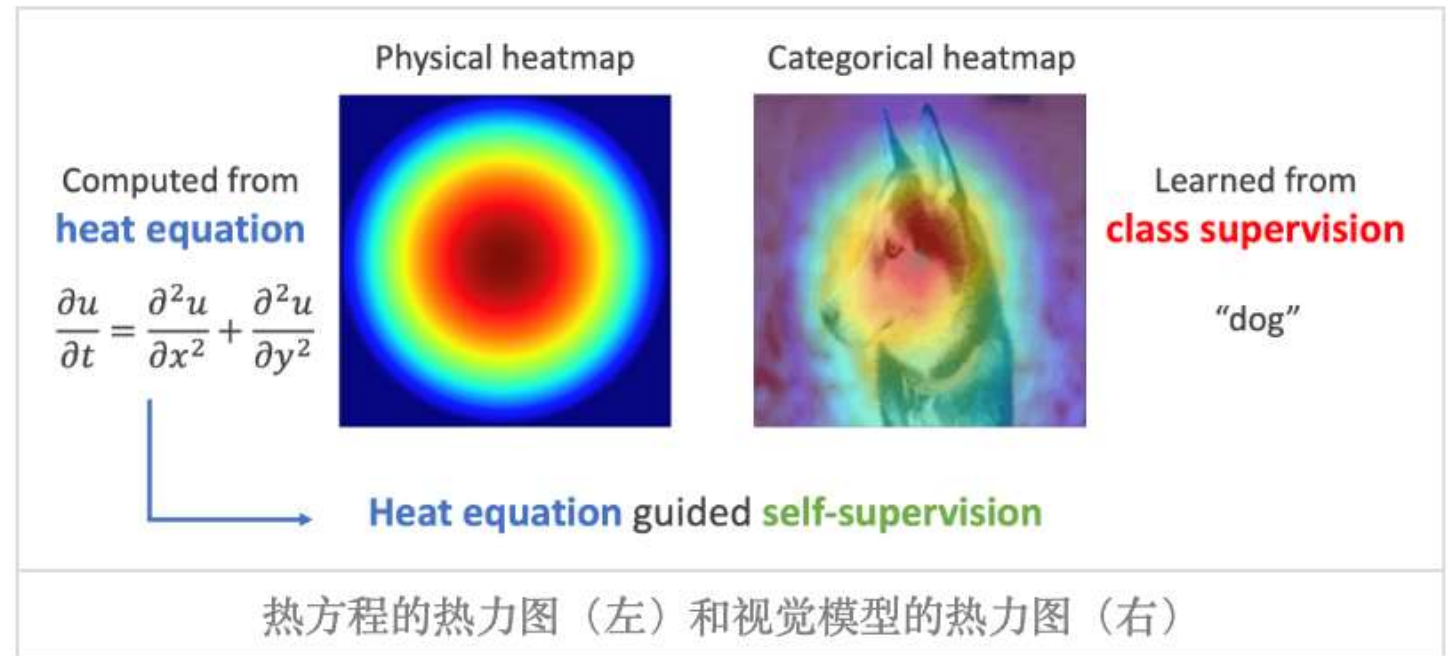 Physical heatmap
Categorical heatmap
Computed from
heat equation
∂u/∂t = ∂²u/∂x² + ∂²u/∂y²
Learned from
class supervision
“dog”
Heat equation guided self-supervision
热方程的热力图（左）和视觉模型的热力图（右）